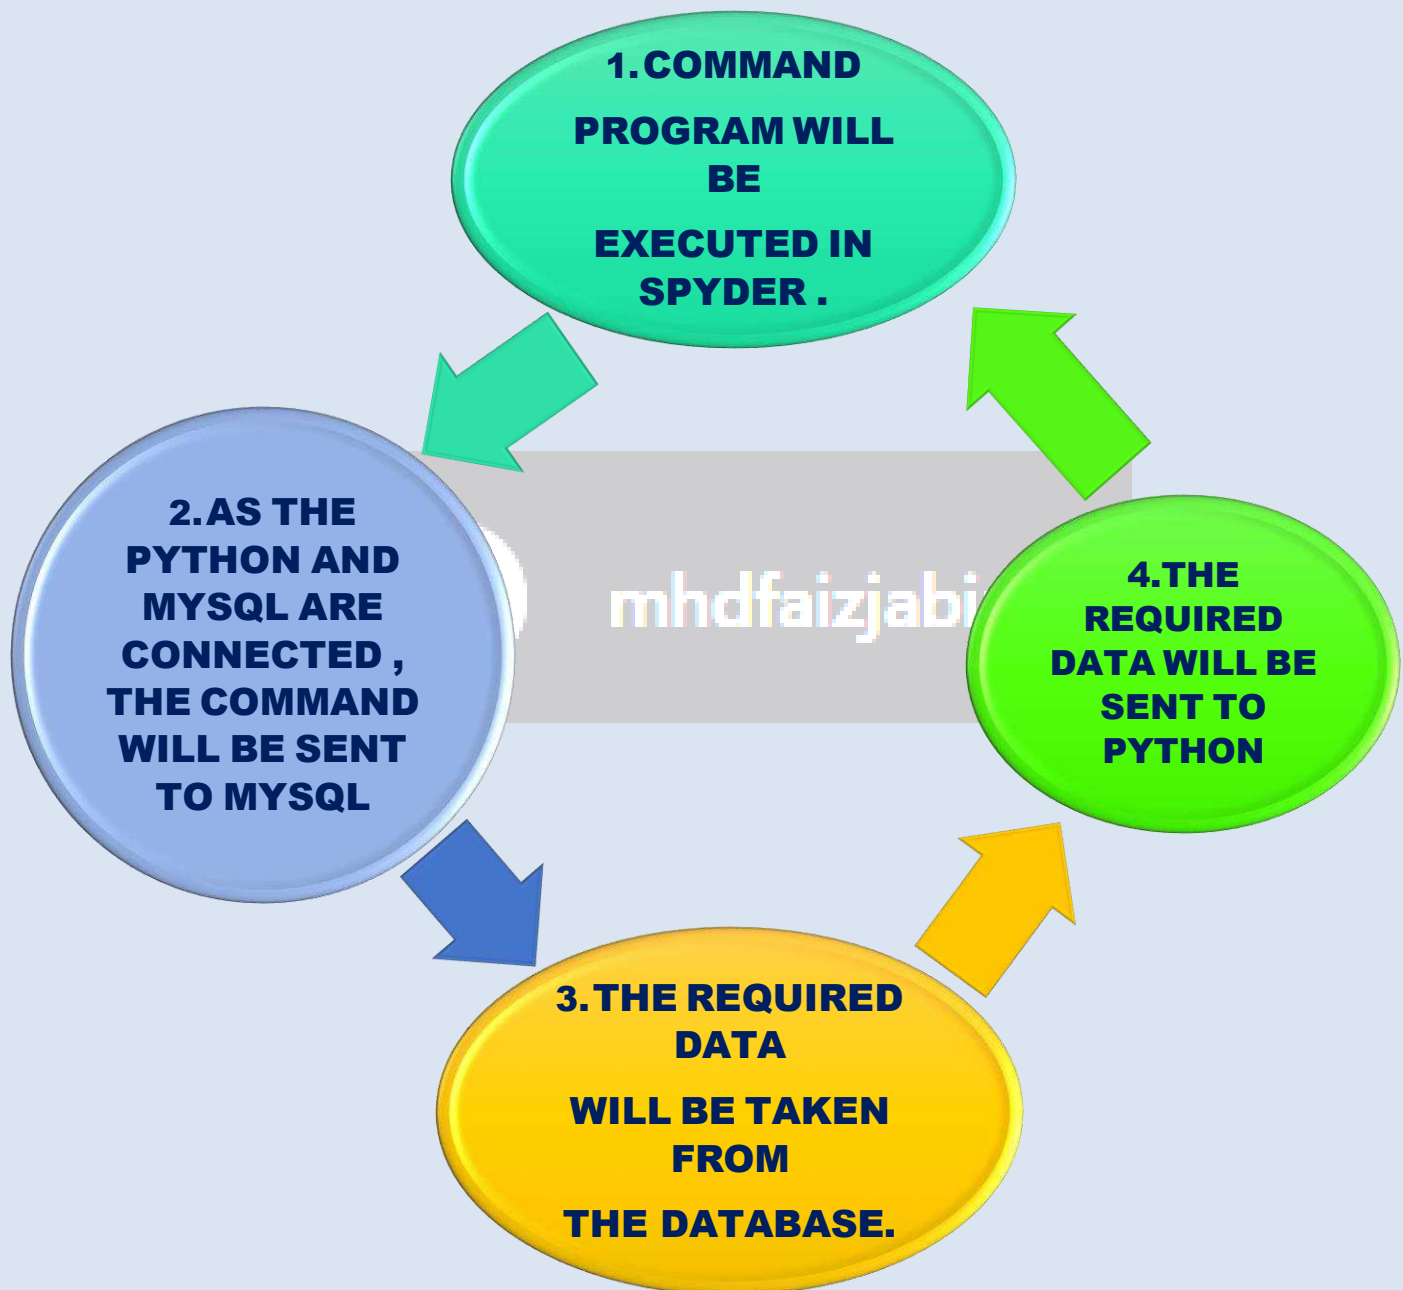 1.COMMAND
PROGRAM WILL
BE
EXECUTED IN
SPYDER .
2.AS THE
PYTHON AND
MYSQL ARE
CONNECTED ,
THE COMMAND
WILL BE SENT
TO MYSQL
3.THE REQUIRED
DATA
WILL BE TAKEN
FROM
THE DATABASE.
4.THE
REQUIRED
DATA WILL BE
SENT TO
PYTHON